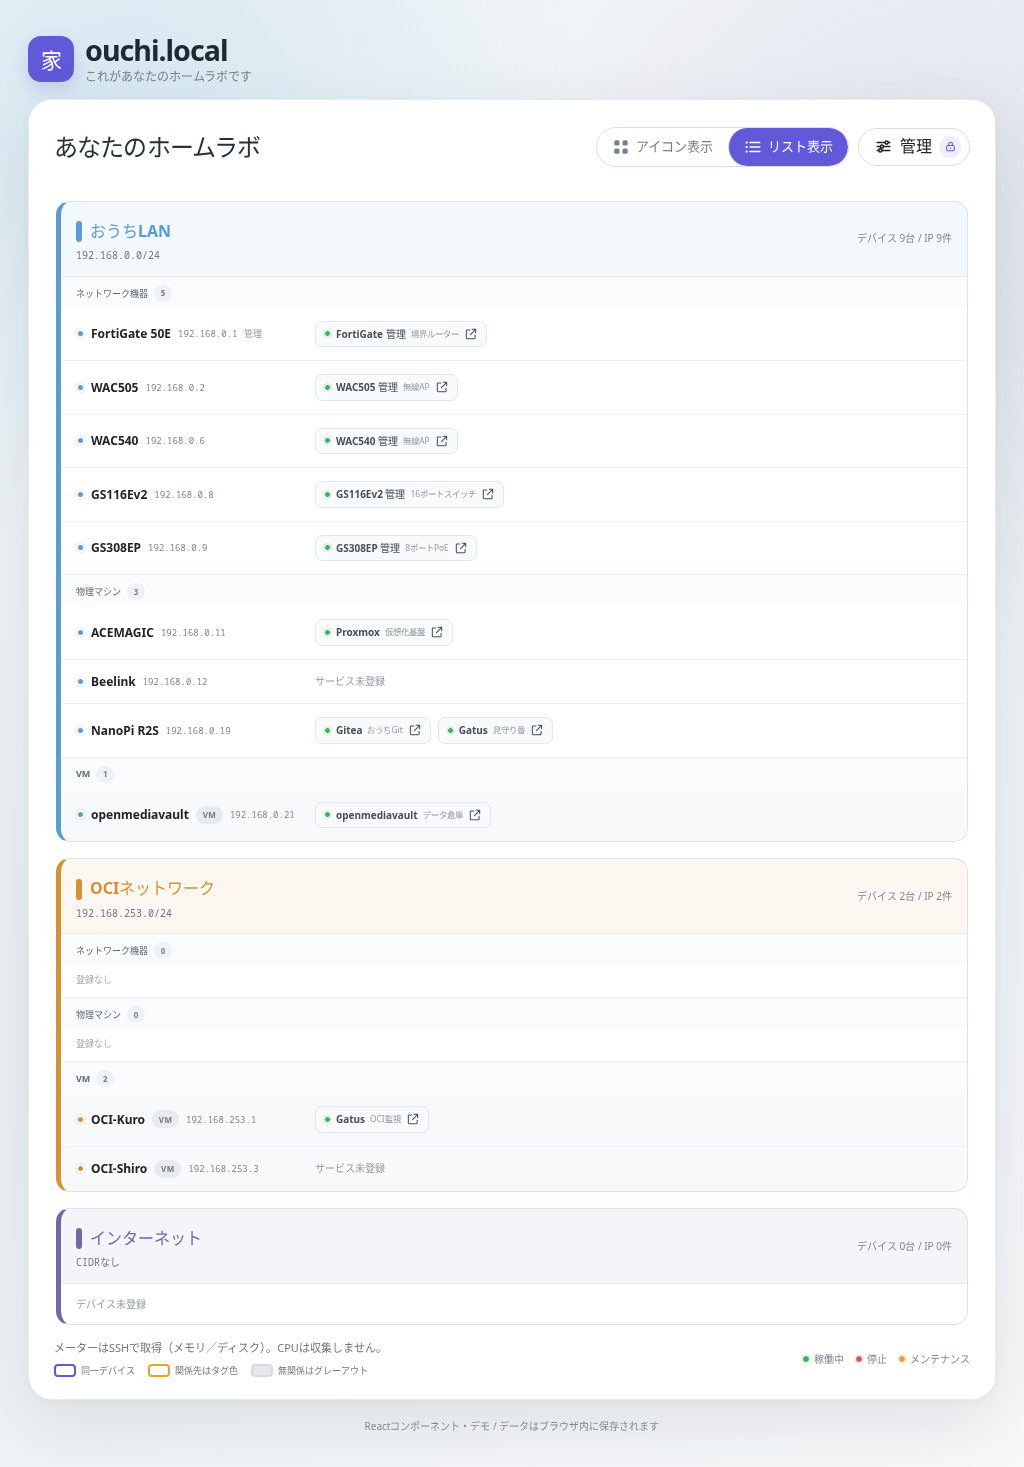 家
ouchi.local
これがあなたのホームラボです
あなたのホームラボ
アイコン表示
リスト表示
管理
おうちLAN
192.168.0.0/24
デバイス 9台 / IP 9件
ネットワーク機器 5
FortiGate 50E 192.168.0.1 管理 FortiGate 管理 境界ルーター
WAC505 192.168.0.2 WAC505 管理 無線AP
WAC540 192.168.0.6 WAC540 管理 無線AP
GS116Ev2 192.168.0.8 GS116Ev2 管理 16ポートスイッチ
GS308EP 192.168.0.9 GS308EP 管理 8ポートPoE
物理マシン 3
ACEMAGIC 192.168.0.11 Proxmox 仮想化基盤
Beelink 192.168.0.12 サービス未登録
NanoPi R2S 192.168.0.19 Gitea おうちGit Gatus 見守り番
VM 1
openmediavault VM 192.168.0.21 openmediavault データ倉庫
OCIネットワーク
192.168.253.0/24
デバイス 2台 / IP 2件
ネットワーク機器 0
登録なし
物理マシン 0
登録なし
VM 2
OCI-Kuro VM 192.168.253.1 Gatus OCI監視
OCI-Shiro VM 192.168.253.3 サービス未登録
インターネット
CIDRなし
デバイス 0台 / IP 0件
デバイス未登録
メーターはSSHで取得（メモリ／ディスク）。CPUは収集しません。
同一デバイス 関係先はタグ色 無関係はグレーアウト
稼働中 停止 メンテナンス
Reactコンポーネント・デモ / データはブラウザ内に保存されます